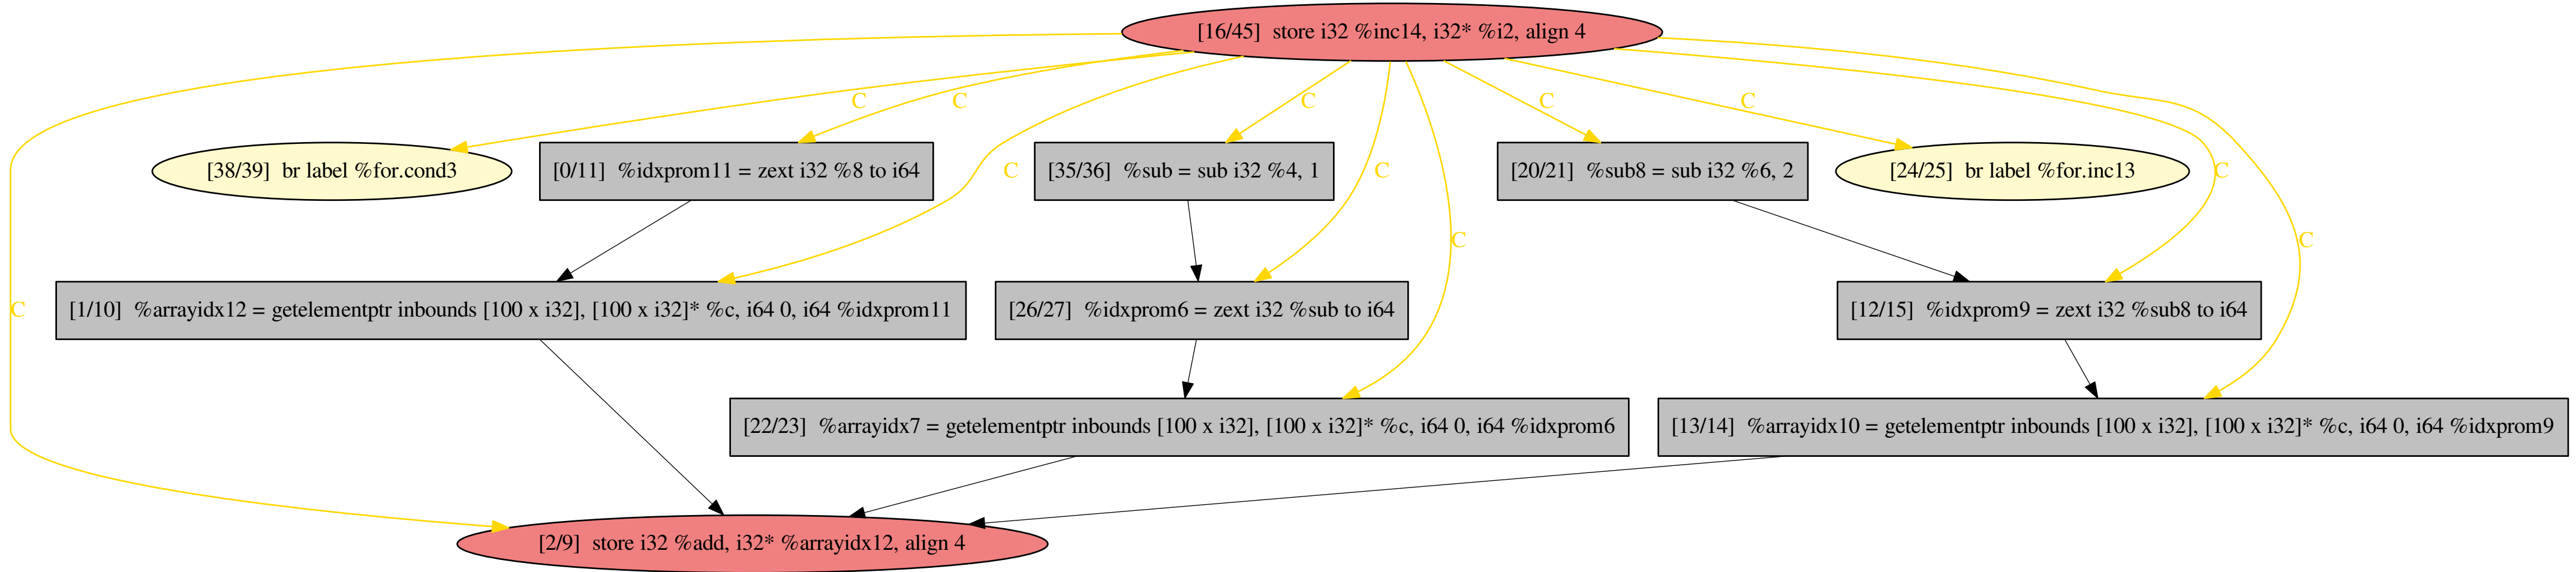 [16/45]  store i32 %inc14, i32* %i2, align 4
C
C
C
C
C
[38/39]  br label %for.cond3
[0/11]  %idxprom11 = zext i32 %8 to i64
C
[35/36]  %sub = sub i32 %4, 1
C
[20/21]  %sub8 = sub i32 %6, 2
[24/25]  br label %for.inc13
C
C
C
C
[1/10]  %arrayidx12 = getelementptr inbounds [100 x i32], [100 x i32]* %c, i64 0, i64 %idxprom11
[26/27]  %idxprom6 = zext i32 %sub to i64
[12/15]  %idxprom9 = zext i32 %sub8 to i64
[22/23]  %arrayidx7 = getelementptr inbounds [100 x i32], [100 x i32]* %c, i64 0, i64 %idxprom6
[13/14]  %arrayidx10 = getelementptr inbounds [100 x i32], [100 x i32]* %c, i64 0, i64 %idxprom9
[2/9]  store i32 %add, i32* %arrayidx12, align 4